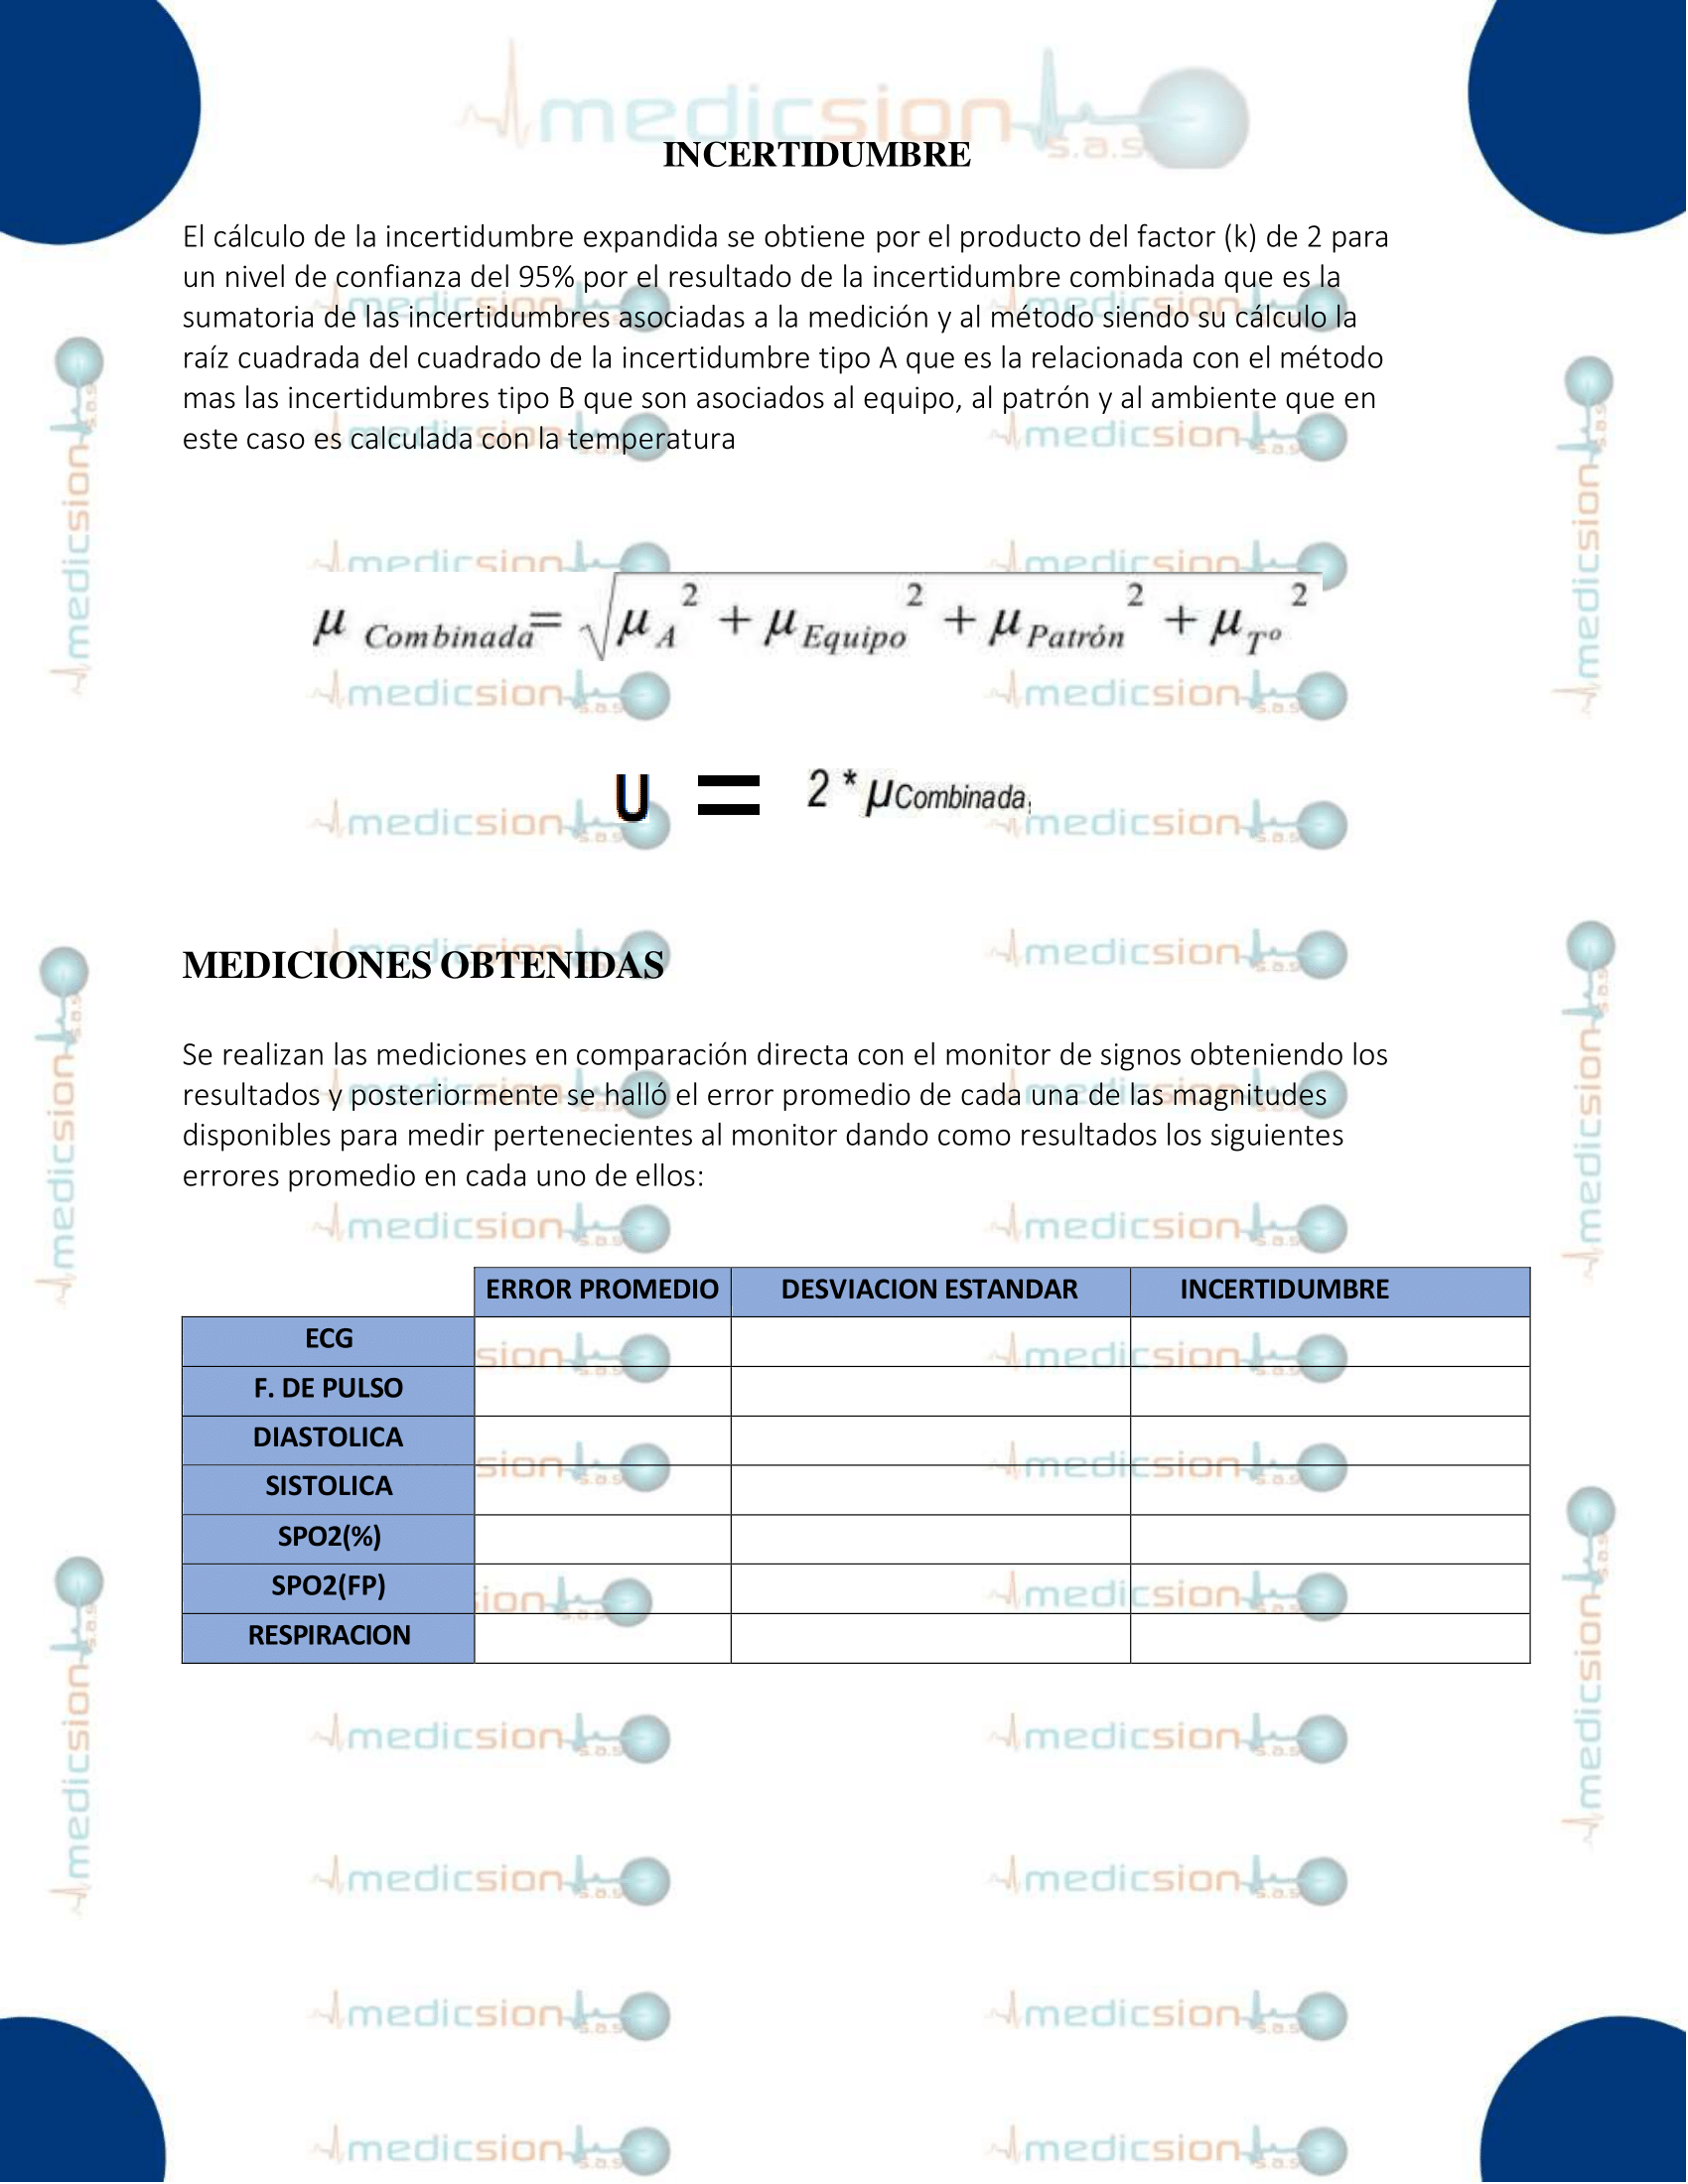 medicsion
s.a.s
INCERTIDUMBRE
El cálculo de la incertidumbre expandida se obtiene por el producto del factor (k) de 2 para
un nivel de confianza del 95% por el resultado de la incertidumbre combinada que es la
sumatoria de las incertidumbres asociadas a la medición y al método siendo su cálculo la
raíz cuadrada del cuadrado de la incertidumbre tipo A que es la relacionada con el método
mas las incertidumbres tipo B que son asociados al equipo, al patrón y al ambiente que en
este caso es calculada con la temperatura
μ Combinada = √ μ A ² + μ Equipo ² + μ Patrón ² + μ T° ²
U = 2 * μCombinada,
MEDICIONES OBTENIDAS
Se realizan las mediciones en comparación directa con el monitor de signos obteniendo los
resultados y posteriormente se halló el error promedio de cada una de las magnitudes
disponibles para medir pertenecientes al monitor dando como resultados los siguientes
errores promedio en cada uno de ellos:
ERROR PROMEDIO DESVIACION ESTANDAR INCERTIDUMBRE
ECG
F. DE PULSO
DIASTOLICA
SISTOLICA
SPO2(%)
SPO2(FP)
RESPIRACION